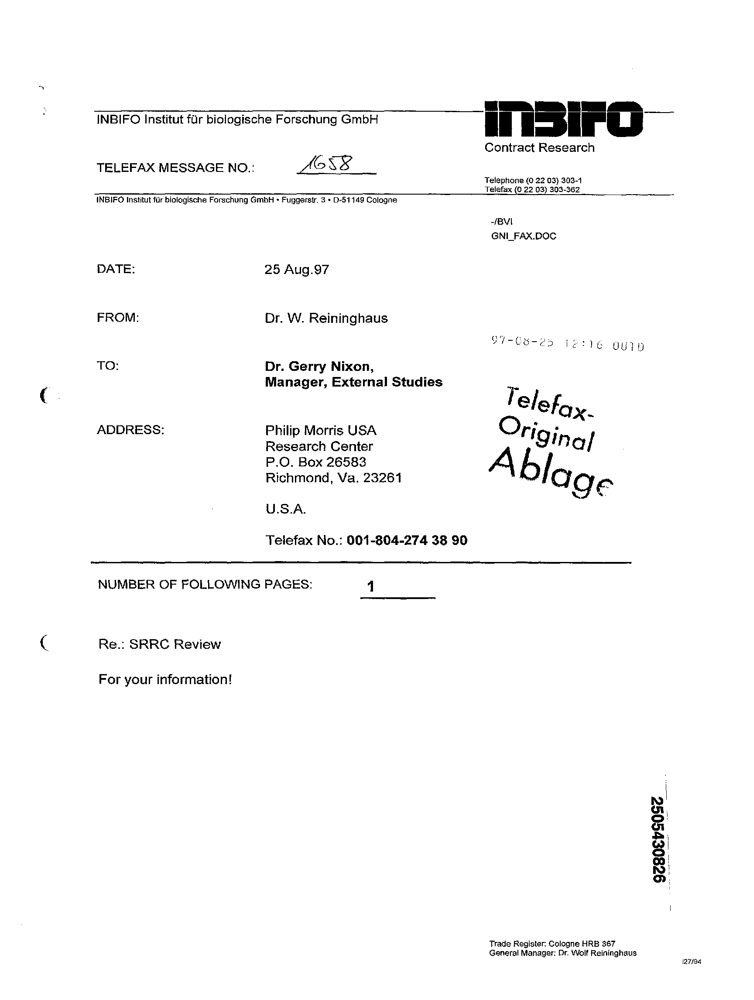 INBIFO Institut für biologische Forschung GmbH
INBIFO
Contract Research
TELEFAX MESSAGE NO.: 1658
Telephone (0 22 03) 303-1
Telefax (0 22 03) 303-362
INBIFO Institut für biologische Forschung GmbH • Fuggerstr. 3 • D-51149 Cologne
-/BVI
GNI_FAX.DOC
DATE: 25 Aug.97
FROM: Dr. W. Reininghaus
97-08-25 12:16 0010
TO: Dr. Gerry Nixon,
Manager, External Studies
Telefax-
Original
Ablage
ADDRESS: Philip Morris USA
Research Center
P.O. Box 26583
Richmond, Va. 23261
U.S.A.
Telefax No.: 001-804-274 38 90
NUMBER OF FOLLOWING PAGES: 1
Re.: SRRC Review
For your information!
2505430826
Trade Register: Cologne HRB 367
General Manager: Dr. Wolf Reininghaus
I27/94